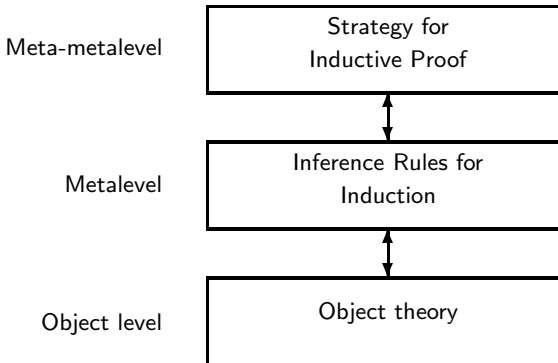 Meta-metalevel
Strategy for
Inductive Proof
Metalevel
Inference Rules for
Induction
Object level
Object theory